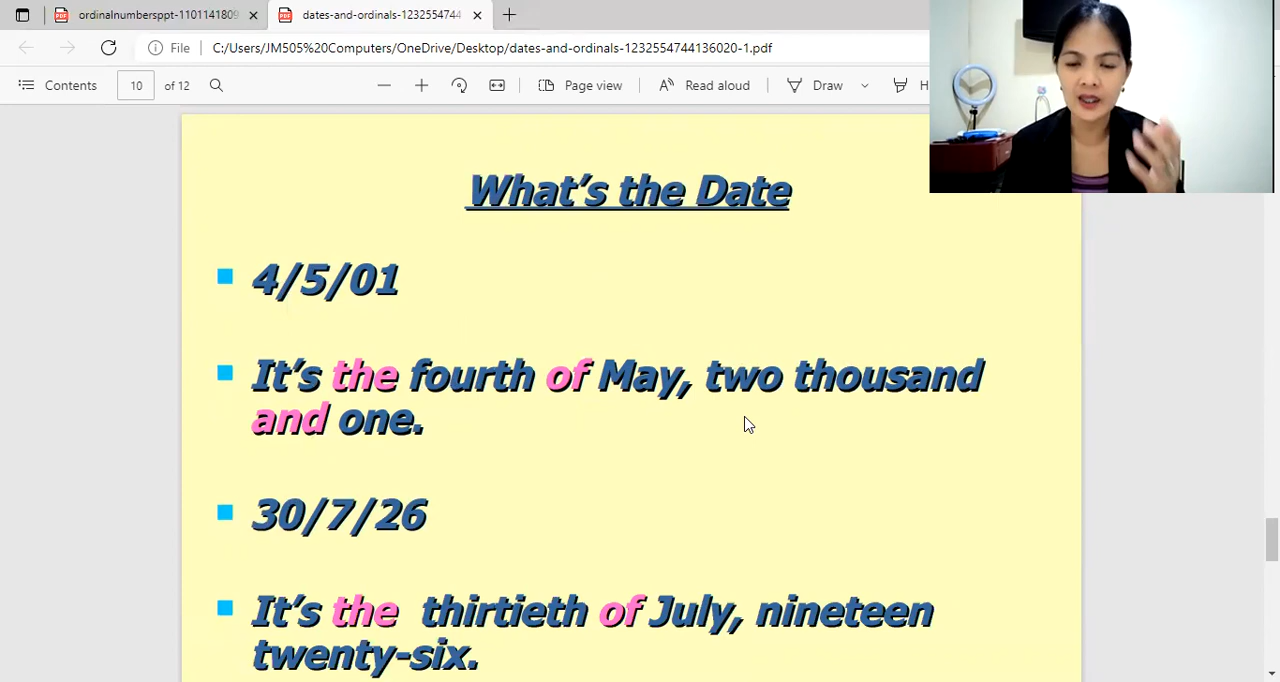 ordinalnumbersppt-1101141809
dates-and-ordinals-1232554744
File
C:/Users/JM505%20Computers/OneDrive/Desktop/dates-and-ordinals-1232554744136020-1.pdf
Contents
10 of 12
Page view
Read aloud
Draw
H
What's the Date
4/5/01
It's the fourth of May, two thousand
and one.
30/7/26
It's the thirtieth of July, nineteen
twenty-six.